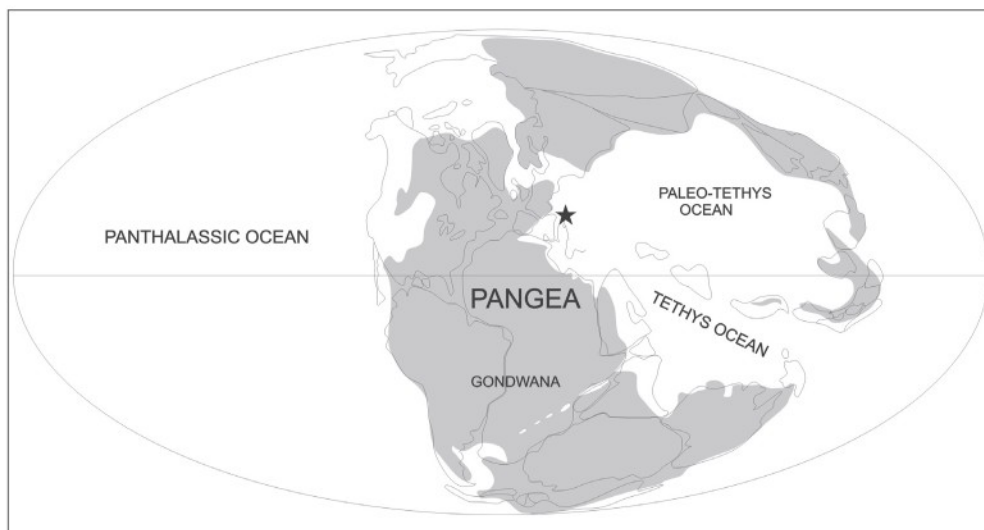 PALEO-TETHYS
OCEAN
PANTHALASSIC OCEAN
PANGEA
TETHYS OCEAN
GONDWANA